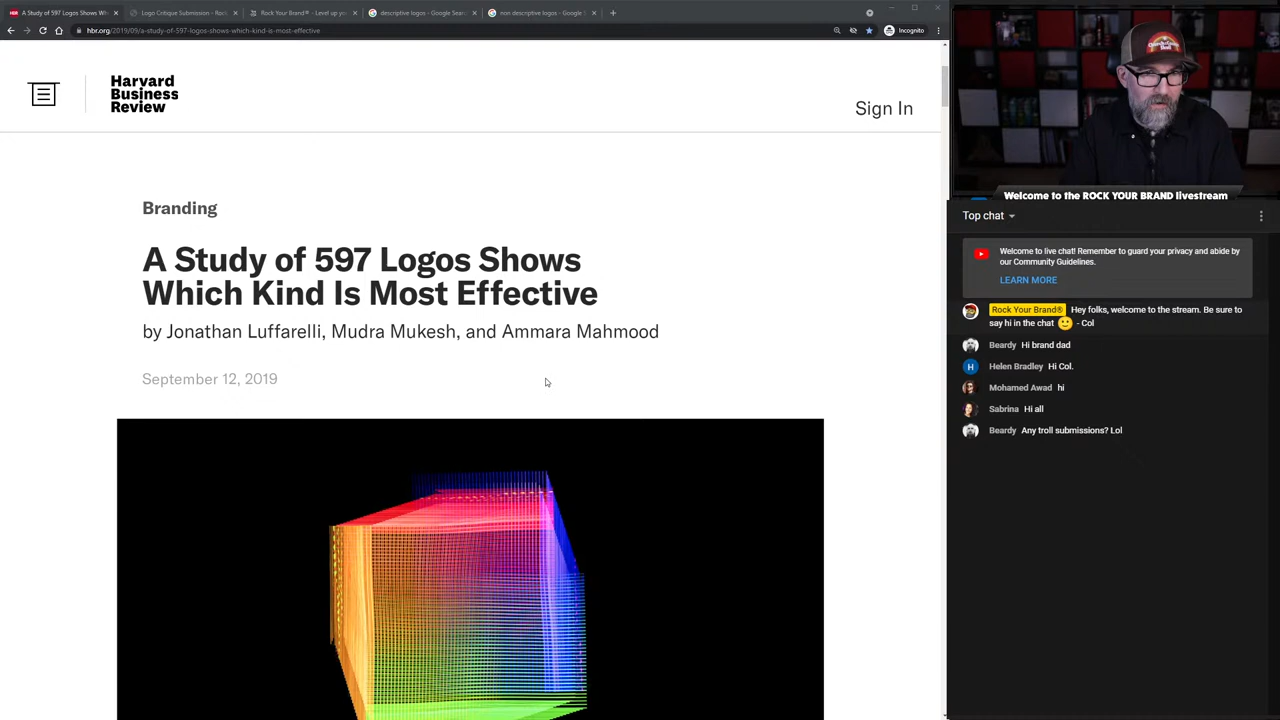 A Study of 597 Logos Shows Wh
Logo Critique Submission - Roc
Rock Your Brand® - Level up yo
descriptive logos - Google Sear
non descriptive logos - Google S
hbr.org/2019/09/a-study-of-597-logos-shows-which-kind-is-most-effective
Incognito
Harvard
Business
Review
Sign In
Branding
A Study of 597 Logos Shows
Which Kind Is Most Effective
by Jonathan Luffarelli, Mudra Mukesh, and Ammara Mahmood
September 12, 2019
Welcome to the ROCK YOUR BRAND livestream
Top chat
Welcome to live chat! Remember to guard your privacy and abide by
our Community Guidelines.
LEARN MORE
Rock Your Brand® Hey folks, welcome to the stream. Be sure to
say hi in the chat 🙂 - Col
Beardy Hi brand dad
H Helen Bradley Hi Col.
Mohamed Awad hi
Sabrina Hi all
Beardy Any troll submissions? Lol